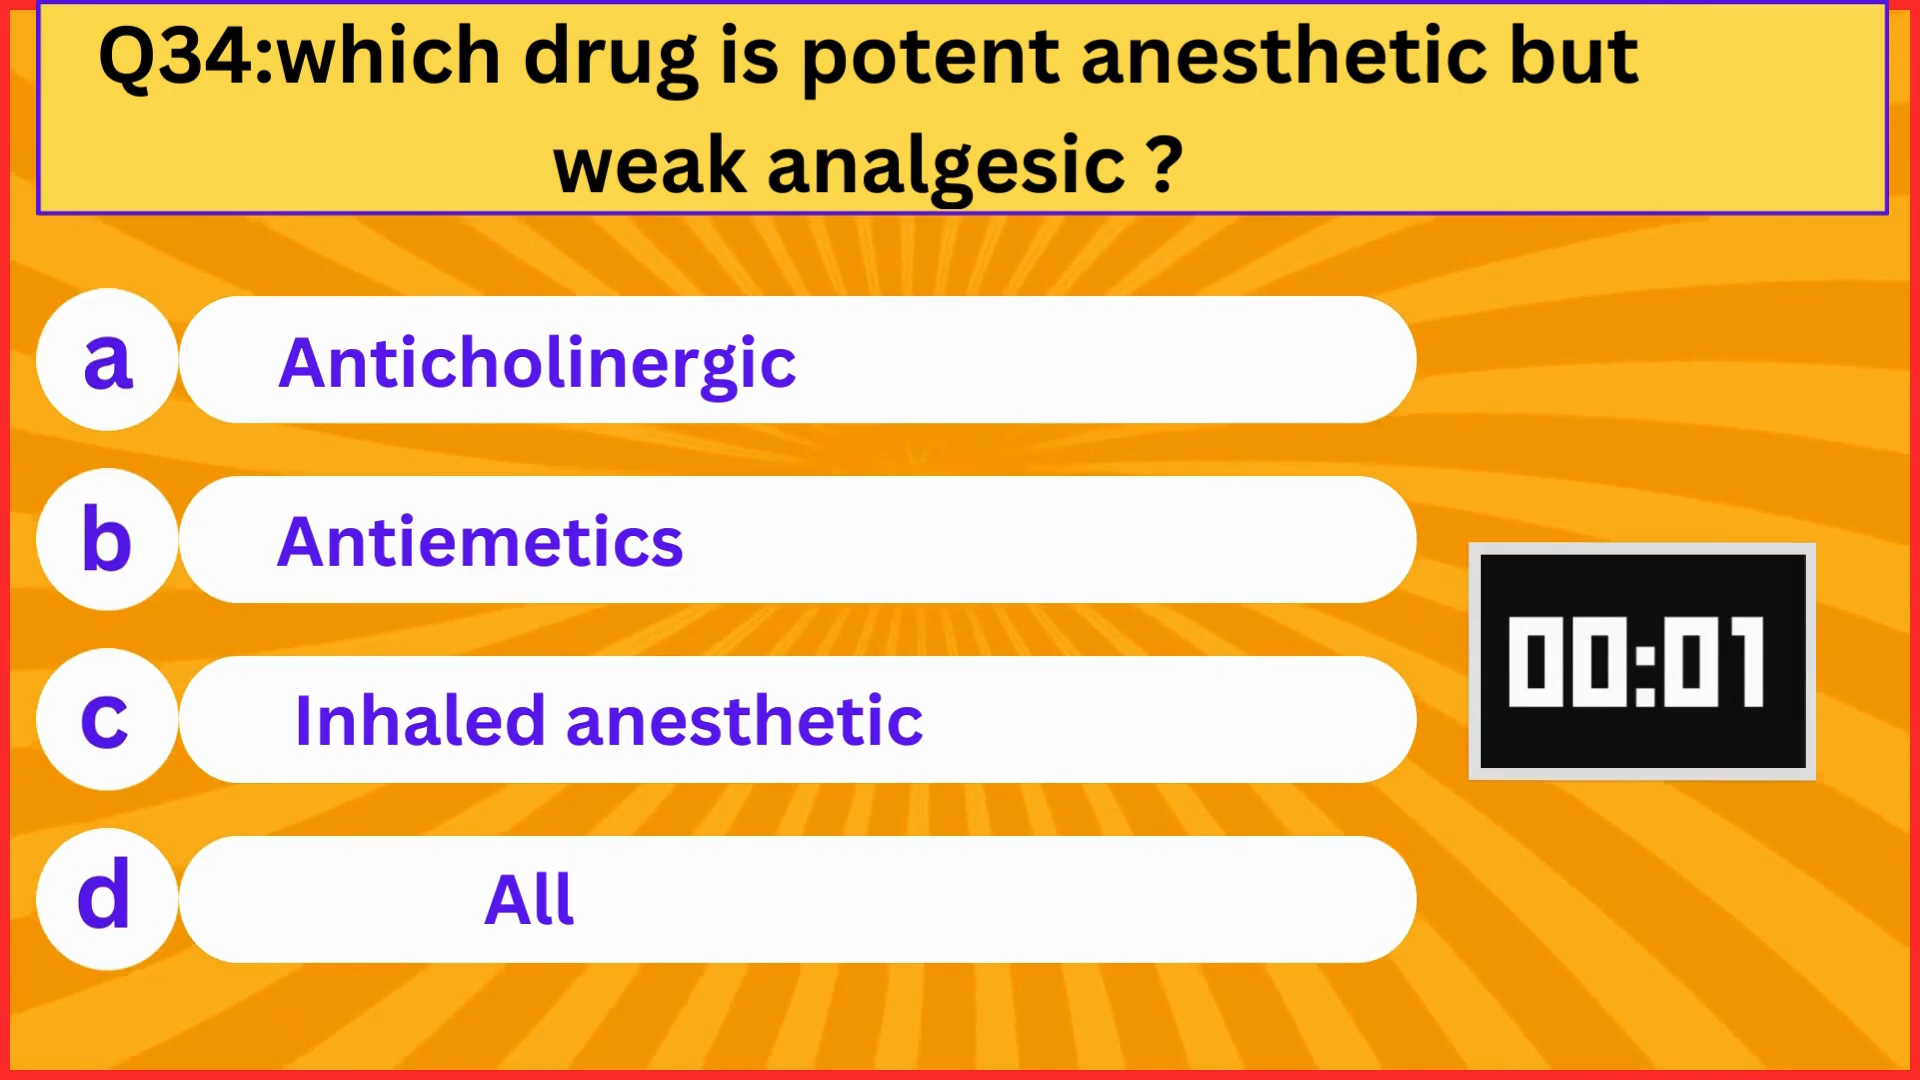 Q34:which drug is potent anesthetic but
weak analgesic ?
a Anticholinergic
b Antiemetics
c Inhaled anesthetic
00:01
d All